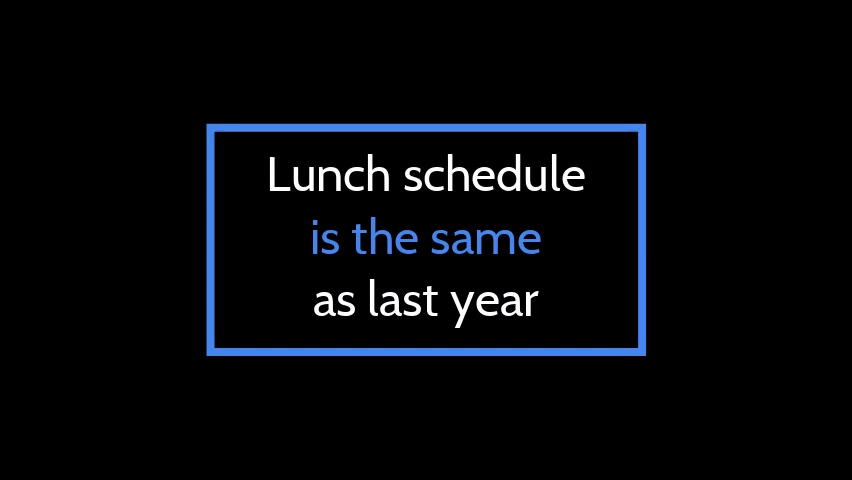 Lunch schedule
is the same
as last year